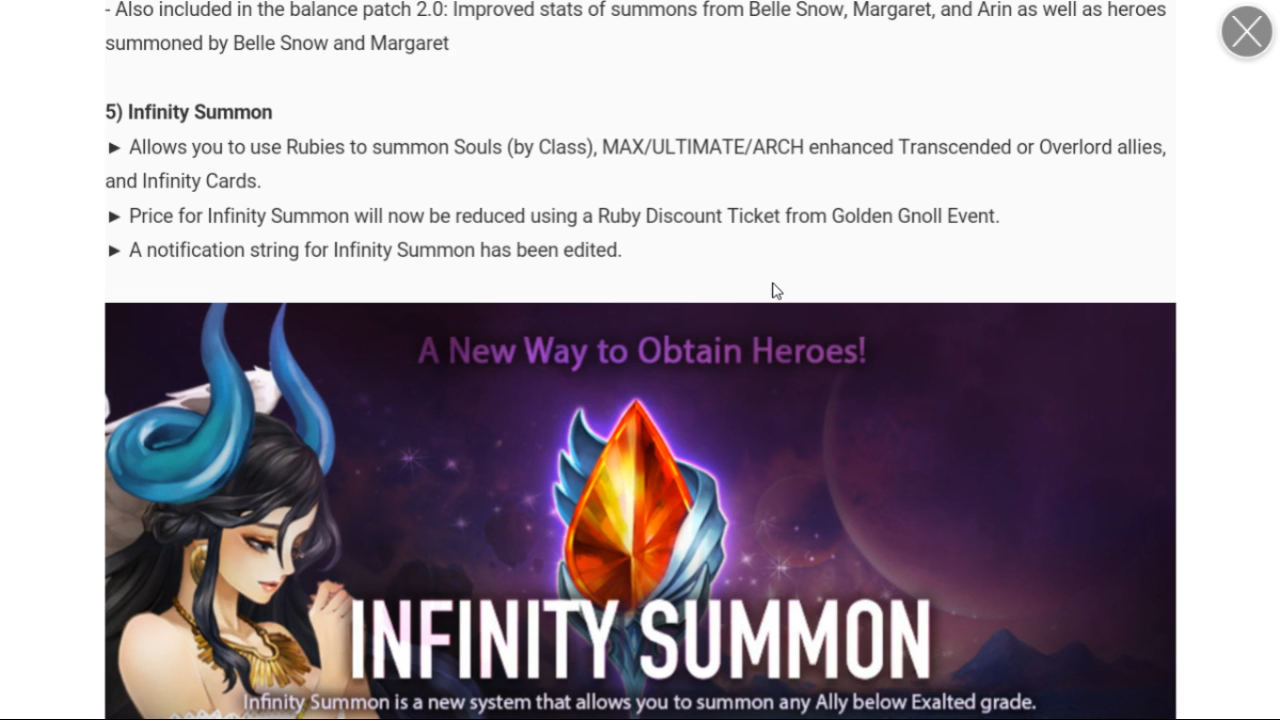 - Also included in the balance patch 2.0: Improved stats of summons from Belle Snow, Margaret, and Arin as well as heroes
summoned by Belle Snow and Margaret
5) Infinity Summon
► Allows you to use Rubies to summon Souls (by Class), MAX/ULTIMATE/ARCH enhanced Transcended or Overlord allies,
and Infinity Cards.
► Price for Infinity Summon will now be reduced using a Ruby Discount Ticket from Golden Gnoll Event.
► A notification string for Infinity Summon has been edited.
A New Way to Obtain Heroes!
INFINITY SUMMON
Infinity Summon is a new system that allows you to summon any Ally below Exalted grade.